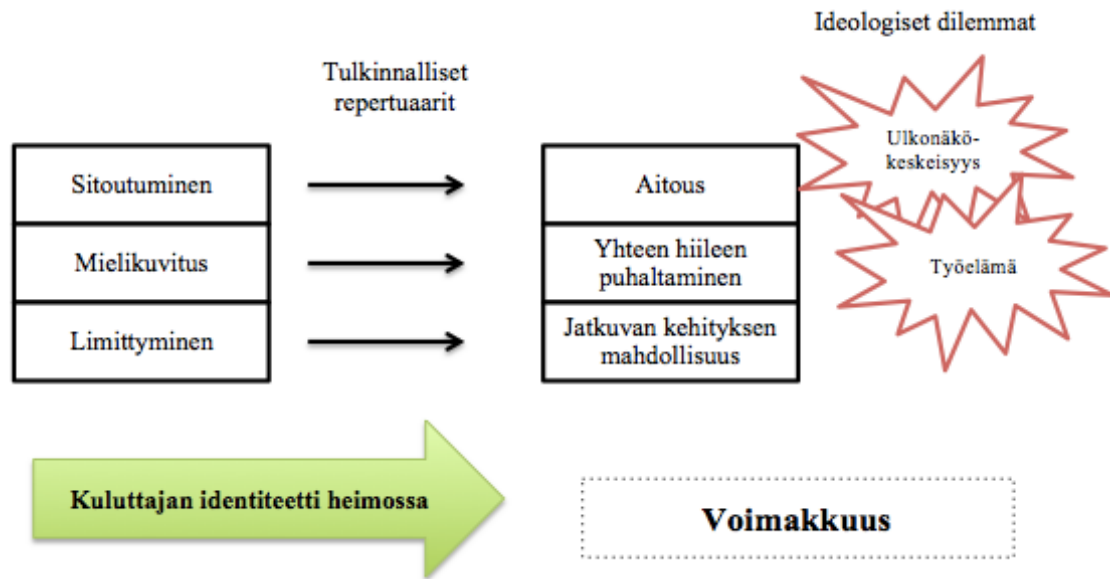 Ideologiset dilemmat
Tulkinnalliset
repertuaarit
Ulkonäkö-
keskeisyys
Sitoutuminen
Aitous
Mielikuvitus
Yhteen hiileen
puhaltaminen
Työelämä
Limittyminen
Jatkuvan kehityksen
mahdollisuus
Kuluttajan identiteetti heimossa
Voimakkuus